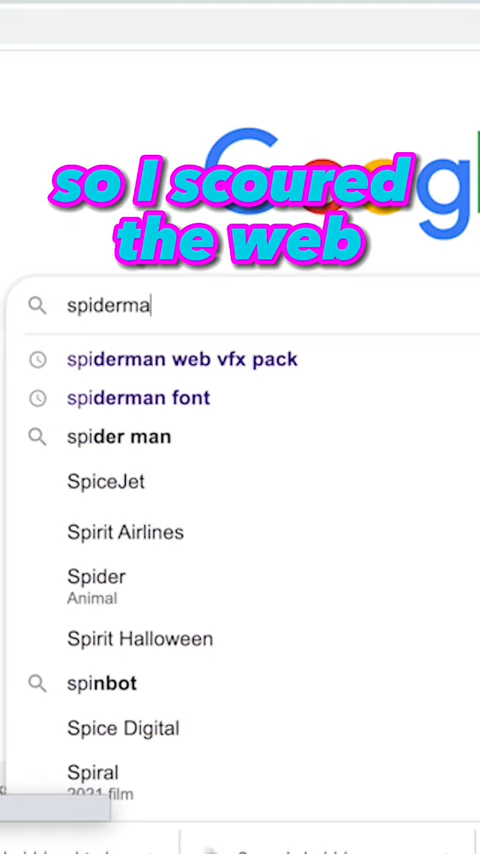 Googl
so I scoured
the web
spiderma
spiderman web vfx pack
spiderman font
spider man
SpiceJet
Spirit Airlines
Spider
Animal
Spirit Halloween
spinbot
Spice Digital
Spiral
2021 film